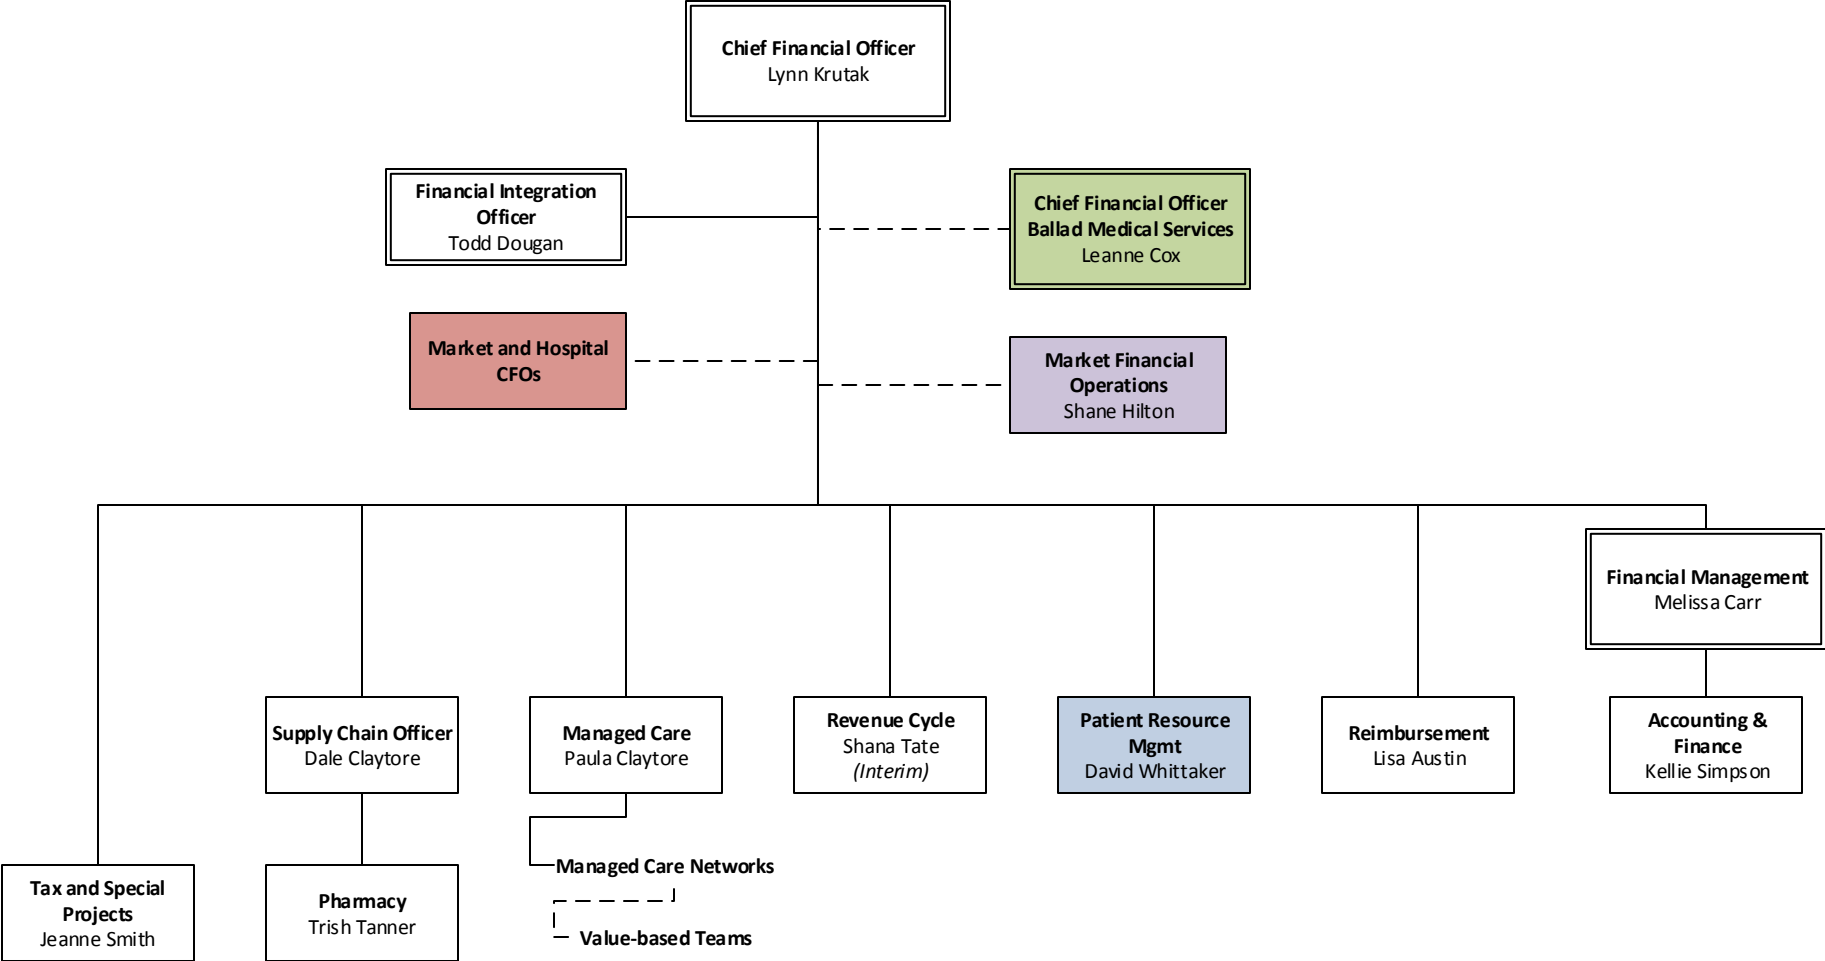 Chief Financial Officer
Lynn Krutak
Financial Integration
Officer
Todd Dougan
Chief Financial Officer
Ballad Medical Services
Leanne Cox
Market and Hospital
CFOs
Market Financial
Operations
Shane Hilton
Financial Management
Melissa Carr
Supply Chain Officer
Dale Claytore
Managed Care
Paula Claytore
Revenue Cycle
Shana Tate
(Interim)
Patient Resource
Mgmt
David Whittaker
Reimbursement
Lisa Austin
Accounting &
Finance
Kellie Simpson
Tax and Special
Projects
Jeanne Smith
Pharmacy
Trish Tanner
Managed Care Networks
Value-based Teams